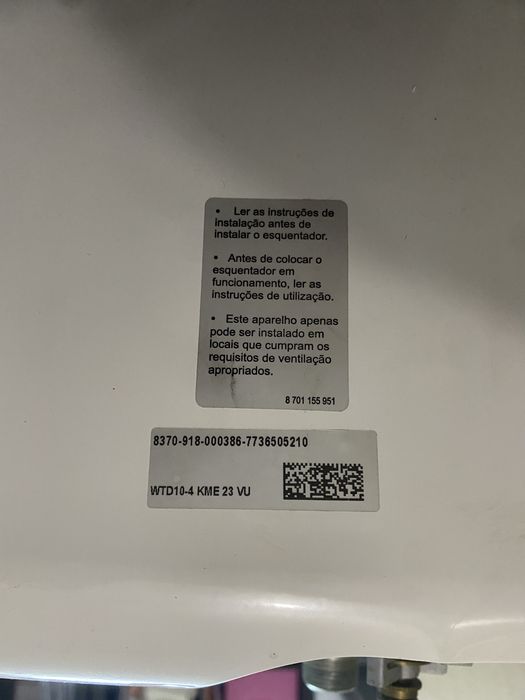 • Ler as instruções de
instalação antes de
instalar o esquentador.
• Antes de colocar o
esquentador em
funcionamento, ler as
instruções de utilização.
• Este aparelho apenas
pode ser instalado em
locais que cumpram os
requisitos de ventilação
apropriados.
8 701 155 951
8370-918-000386-7736505210
WTD10-4 KME 23 VU